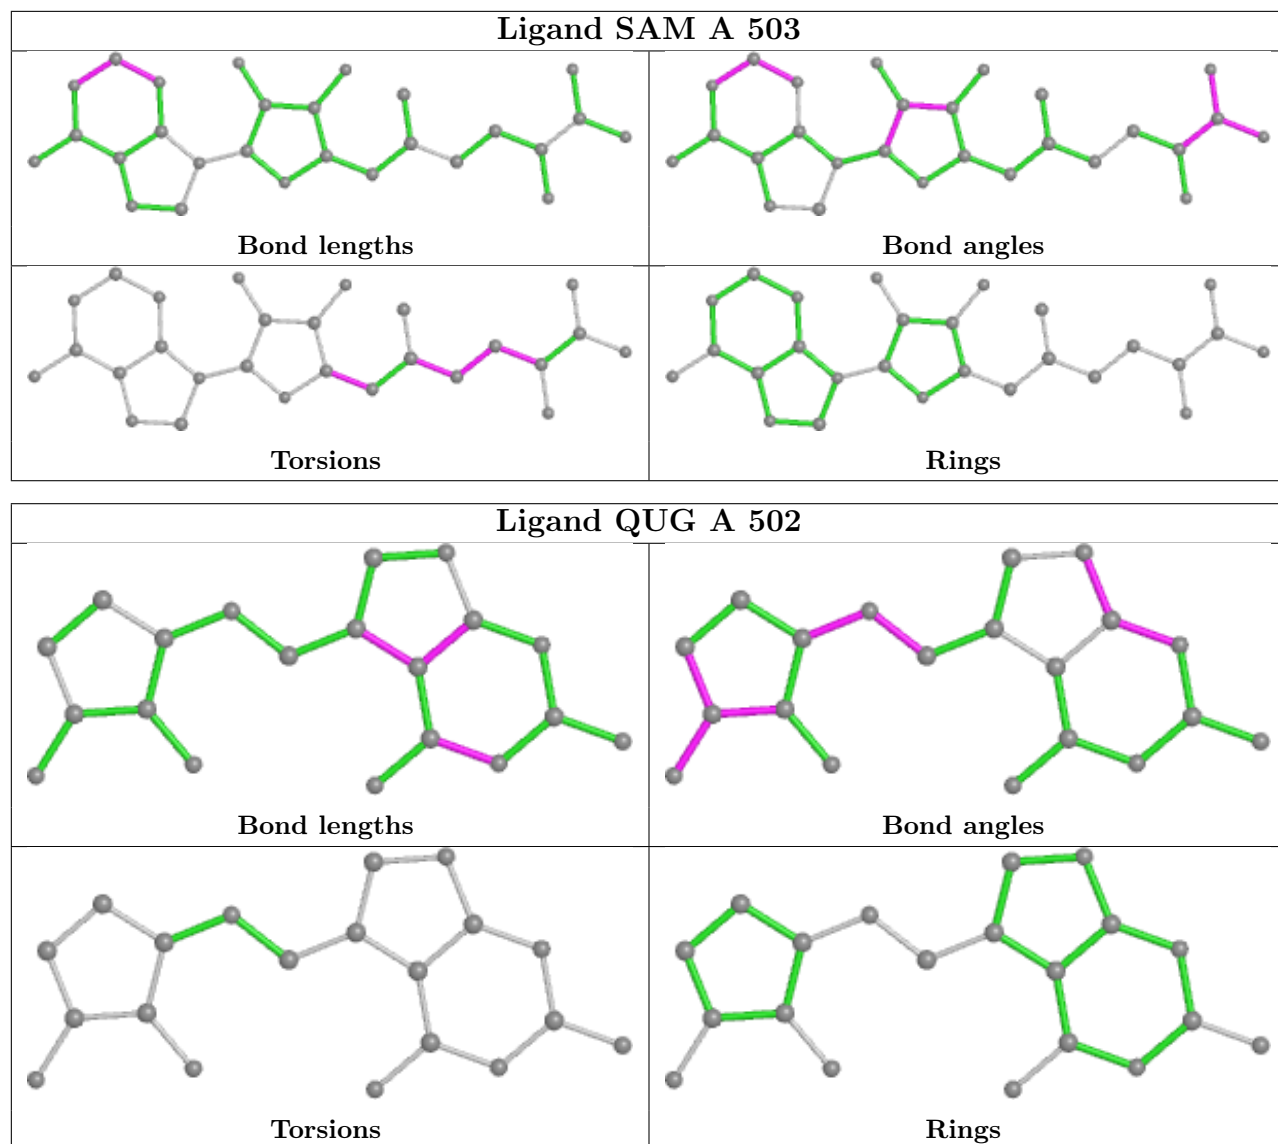 Ligand SAM A 503
Bond lengths
Bond angles
Torsions
Rings
Ligand QUG A 502
Bond lengths
Bond angles
Torsions
Rings